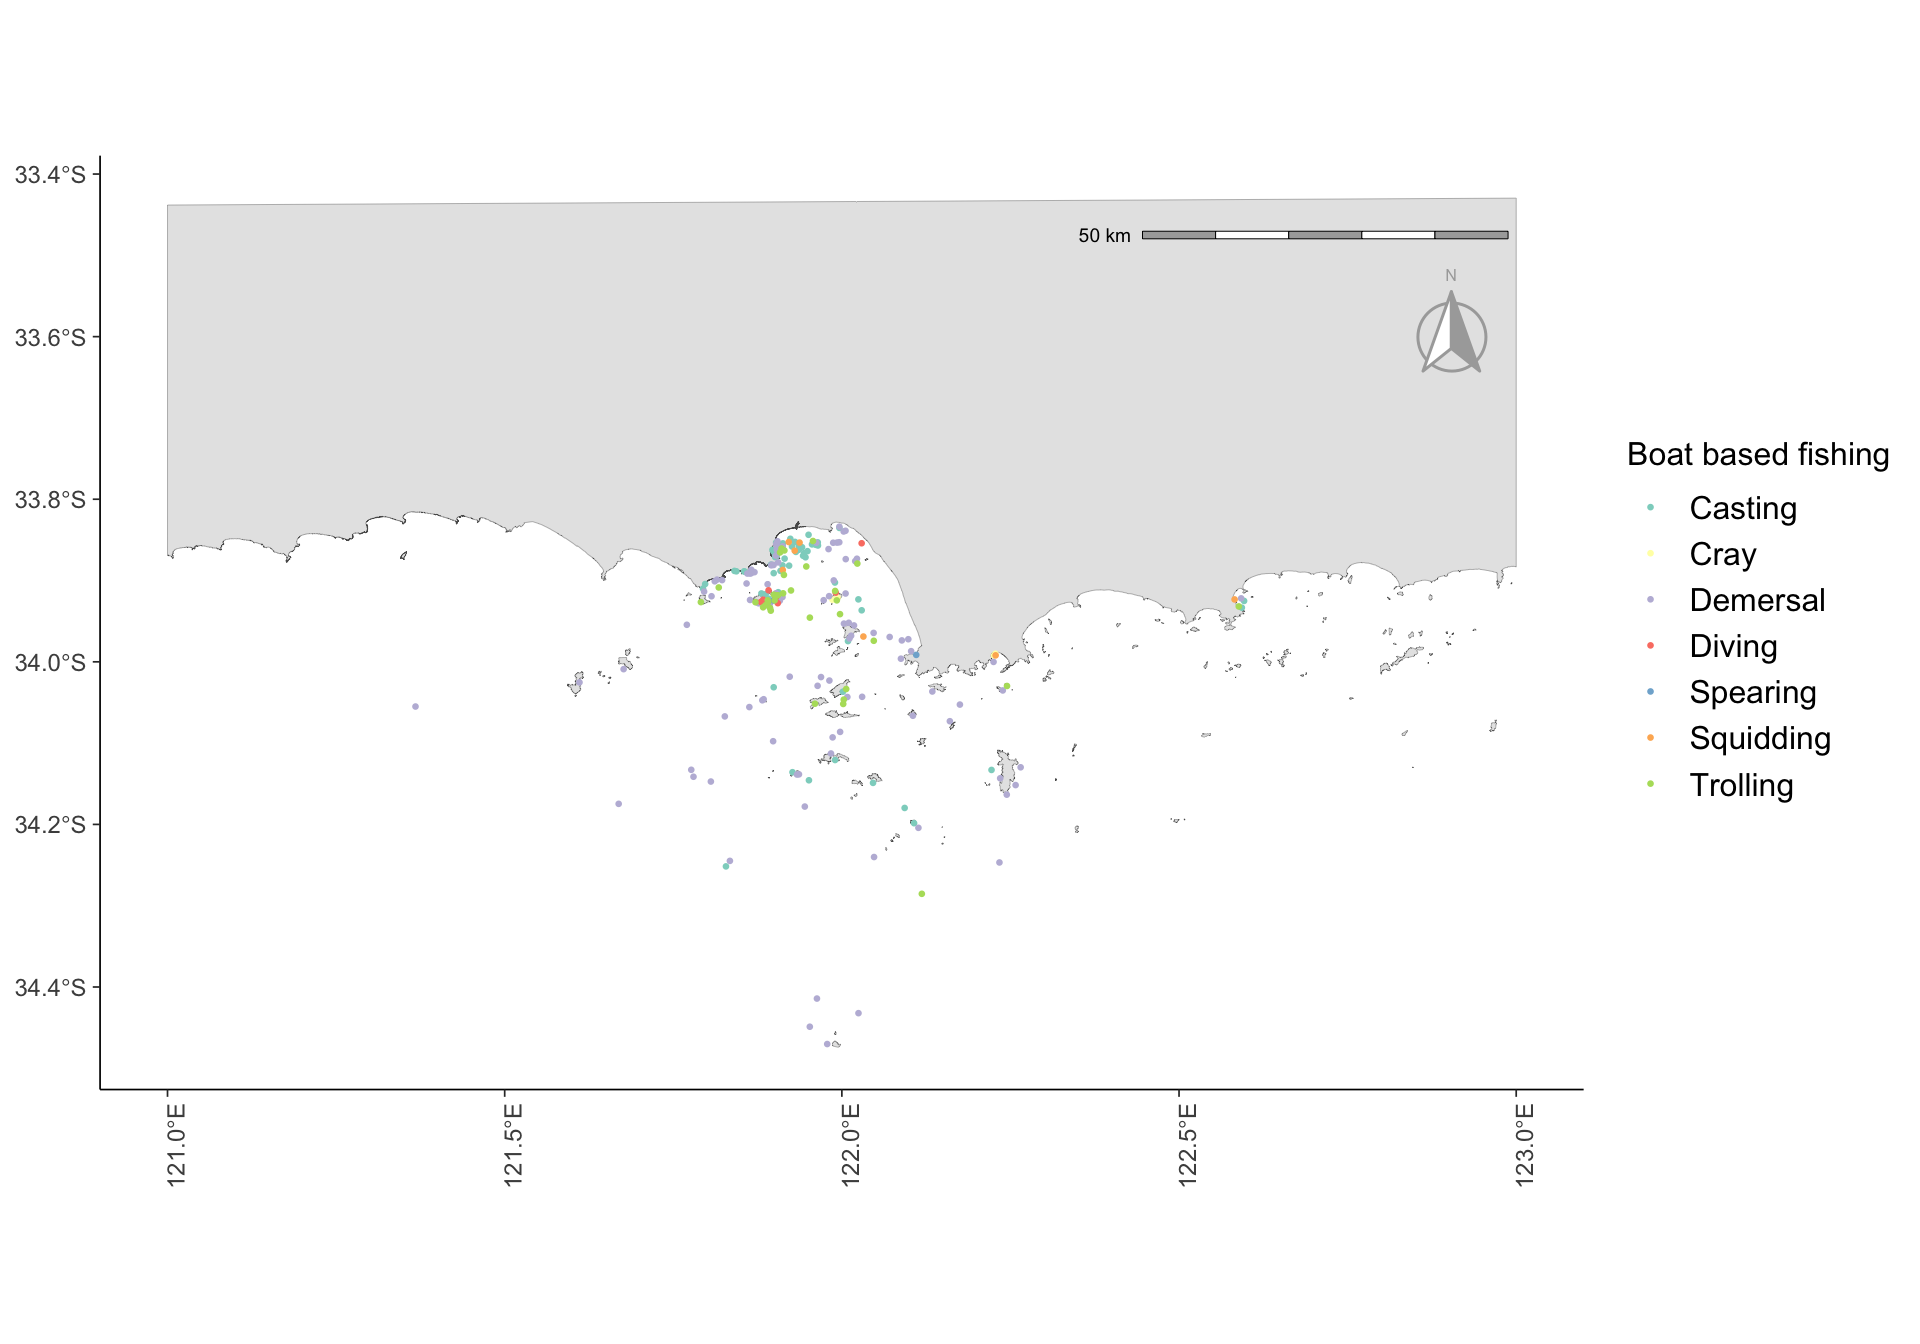 33.4°S
33.6°S
33.8°S
34.0°S
34.2°S
34.4°S
50 km
N
121.0°E
121.5°E
122.0°E
122.5°E
123.0°E
Boat based fishing
Casting
Cray
Demersal
Diving
Spearing
Squidding
Trolling